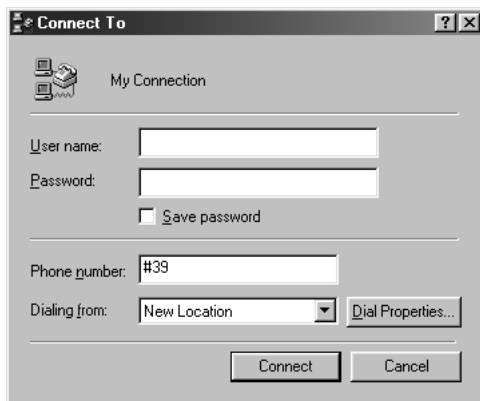 Connect To
My Connection
User name:
Password:
Save password
Phone number: #39
Dialing from: New Location Dial Properties...
Connect Cancel